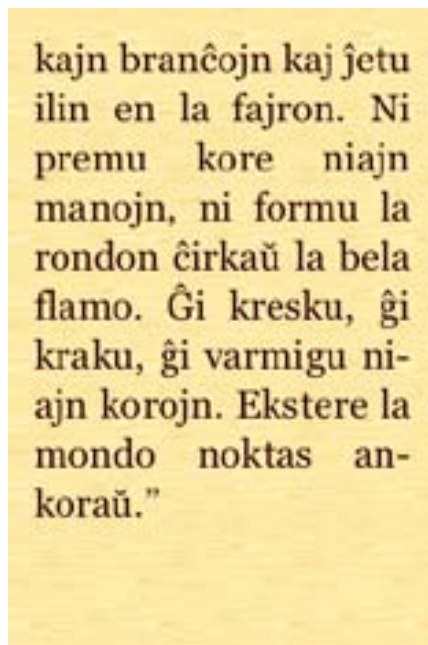 kajn branĉojn kaj ĵetu
ilin en la fajron. Ni
premu kore niajn
manojn, ni formu la
rondon ĉirkaŭ la bela
flamo. Ĝi kresku, ĝi
kraku, ĝi varmigu ni-
ajn korojn. Ekstere la
mondo noktas an-
koraŭ.”